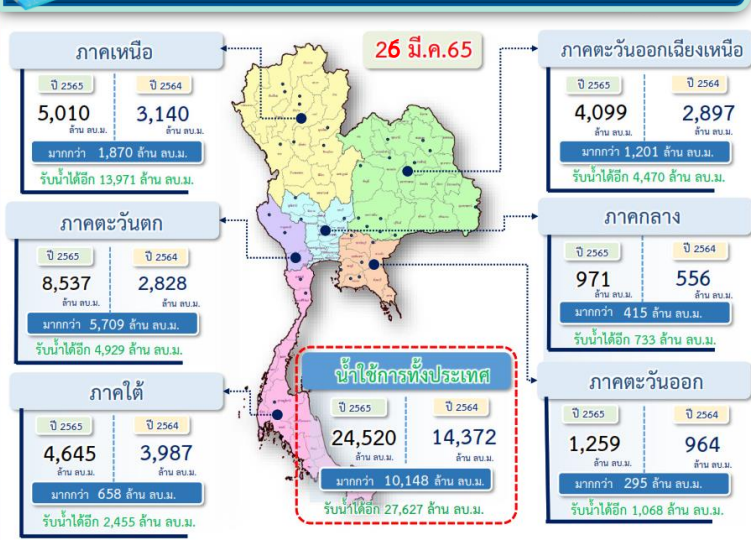 26 มี.ค.65
ภาคเหนือ
ปี 2565 ปี 2564
5,010 3,140
ล้าน ลบ.ม. ล้าน ลบ.ม.
มากกว่า 1,870 ล้าน ลบ.ม.
รับน้ำได้อีก 13,971 ล้าน ลบ.ม.
ภาคตะวันออกเฉียงเหนือ
ปี 2565 ปี 2564
4,099 2,897
ล้าน ลบ.ม. ล้าน ลบ.ม.
มากกว่า 1,201 ล้าน ลบ.ม.
รับน้ำได้อีก 4,470 ล้าน ลบ.ม.
ภาคตะวันตก
ปี 2565 ปี 2564
8,537 2,828
ล้าน ลบ.ม. ล้าน ลบ.ม.
มากกว่า 5,709 ล้าน ลบ.ม.
รับน้ำได้อีก 4,929 ล้าน ลบ.ม.
ภาคกลาง
ปี 2565 ปี 2564
971 556
ล้าน ลบ.ม. ล้าน ลบ.ม.
มากกว่า 415 ล้าน ลบ.ม.
รับน้ำได้อีก 733 ล้าน ลบ.ม.
ภาคใต้
ปี 2565 ปี 2564
4,645 3,987
ล้าน ลบ.ม. ล้าน ลบ.ม.
มากกว่า 658 ล้าน ลบ.ม.
รับน้ำได้อีก 2,455 ล้าน ลบ.ม.
น้ำใช้การทั้งประเทศ
ปี 2565 ปี 2564
24,520 14,372
ล้าน ลบ.ม. ล้าน ลบ.ม.
มากกว่า 10,148 ล้าน ลบ.ม.
รับน้ำได้อีก 27,627 ล้าน ลบ.ม.
ภาคตะวันออก
ปี 2565 ปี 2564
1,259 964
ล้าน ลบ.ม. ล้าน ลบ.ม.
มากกว่า 295 ล้าน ลบ.ม.
รับน้ำได้อีก 1,068 ล้าน ลบ.ม.